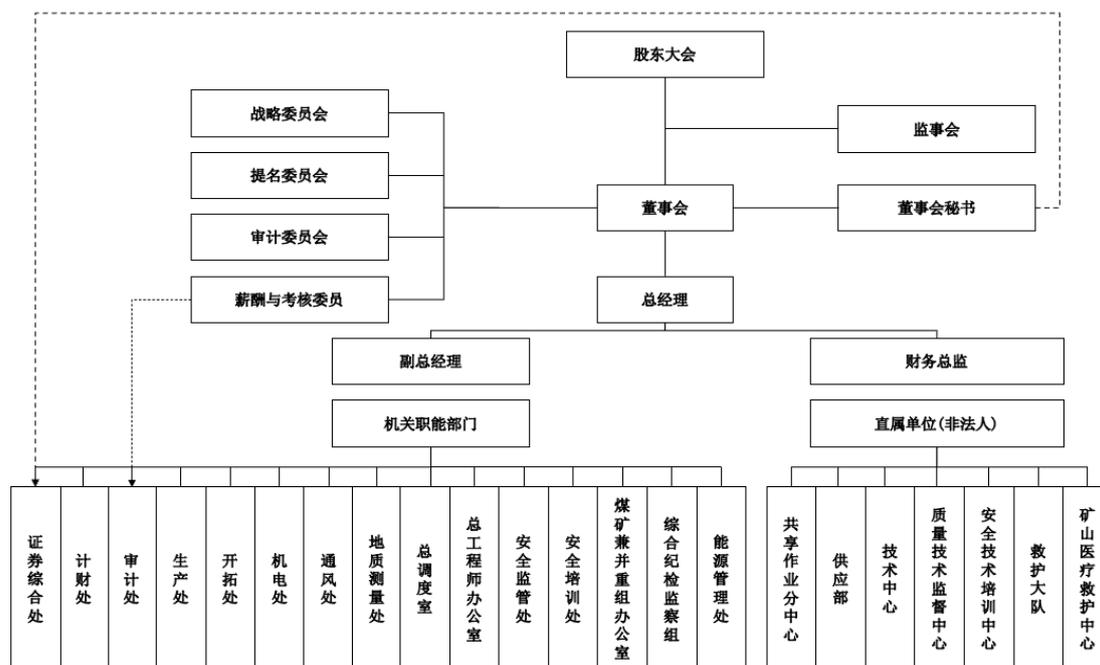 股东大会
战略委员会
监事会
提名委员会
董事会
董事会秘书
审计委员会
薪酬与考核委员
总经理
副总经理
财务总监
机关职能部门
直属单位(非法人)
证券综合处
计财处
审计处
生产处
开拓处
机电处
通风处
地质测量处
总调度室
总工程师办公室
安全监管处
安全培训处
煤矿兼并重组办公室
综合纪检监察组
能源管理处
共享作业分中心
供应部
技术中心
质量技术监督中心
安全技术培训中心
救护大队
矿山医疗救护中心